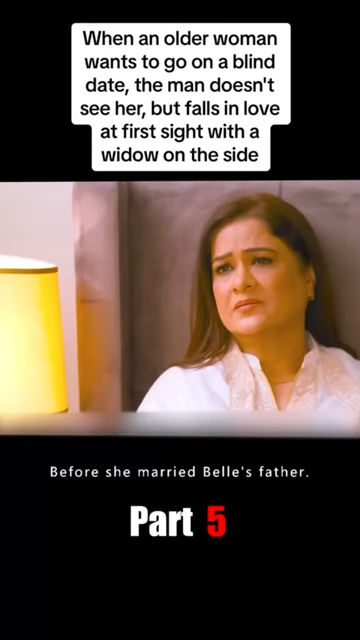 When an older woman
wants to go on a blind
date, the man doesn't
see her, but falls in love
at first sight with a
widow on the side
Before she married Belle's father.
Part 5